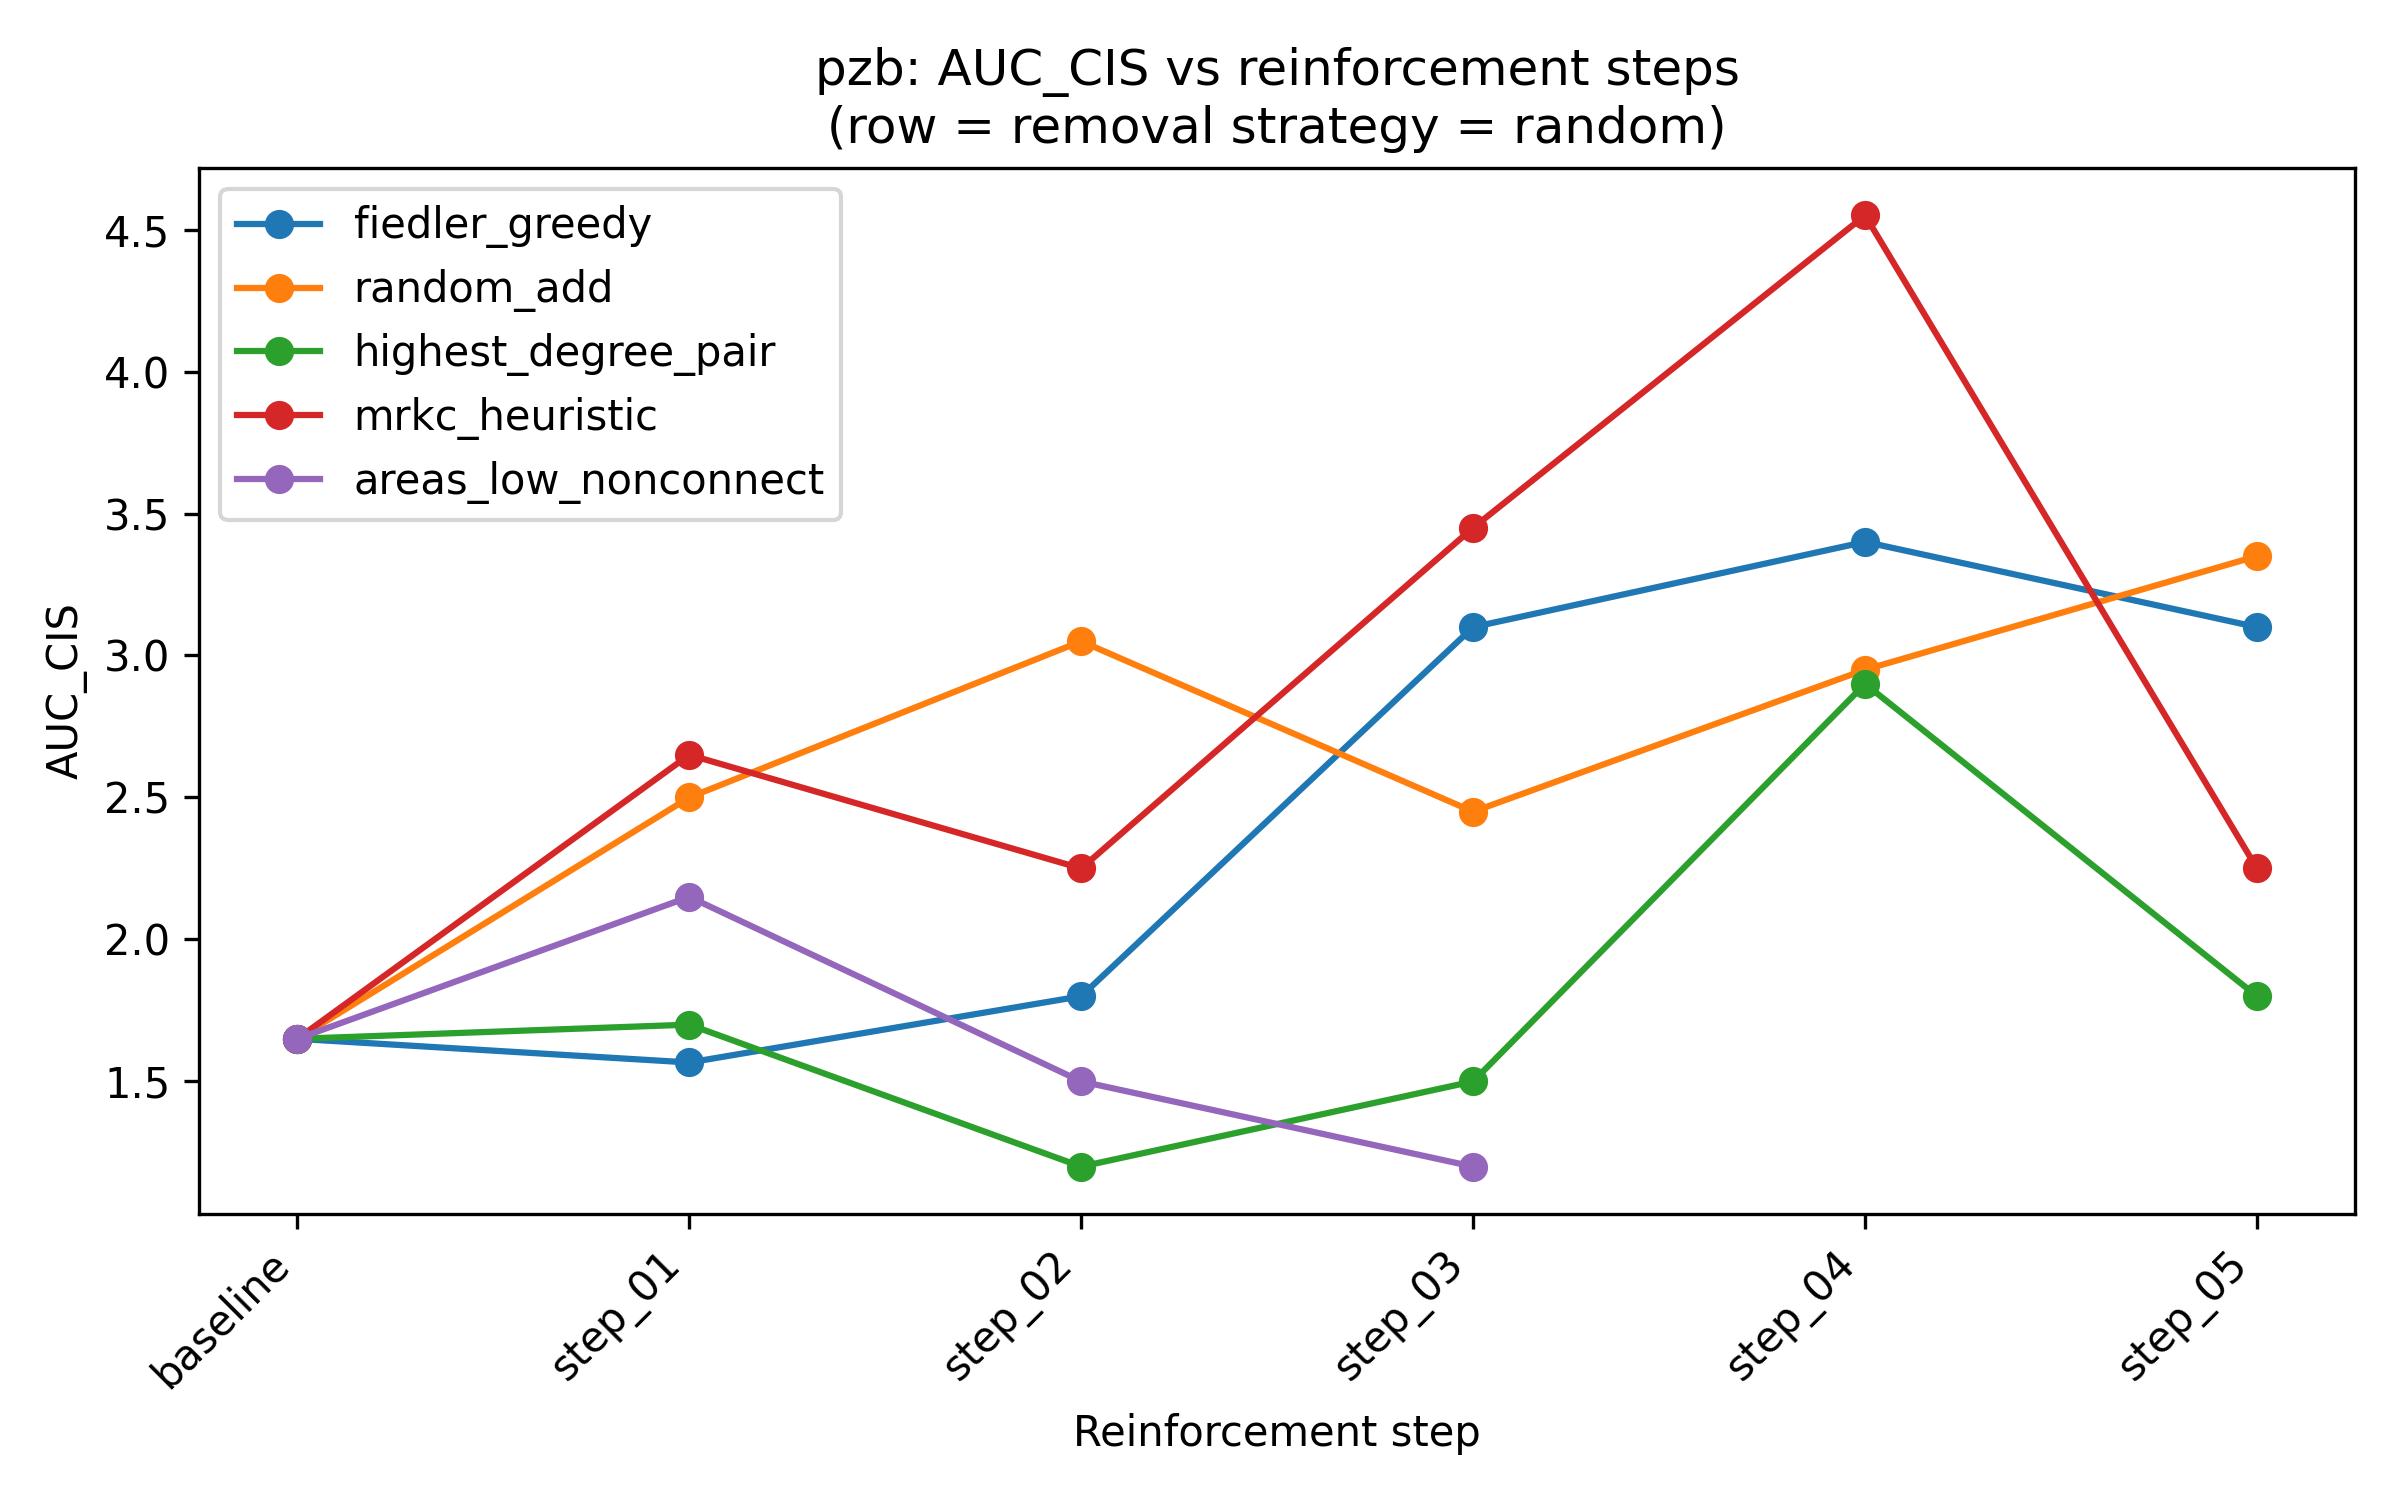 pzb: AUC_CIS vs reinforcement steps
(row = removal strategy = random)
fiedler_greedy
random_add
highest_degree_pair
mrkc_heuristic
areas_low_nonconnect
AUC_CIS
4.5
4.0
3.5
3.0
2.5
2.0
1.5
baseline
step_01
step_02
step_03
step_04
step_05
Reinforcement step